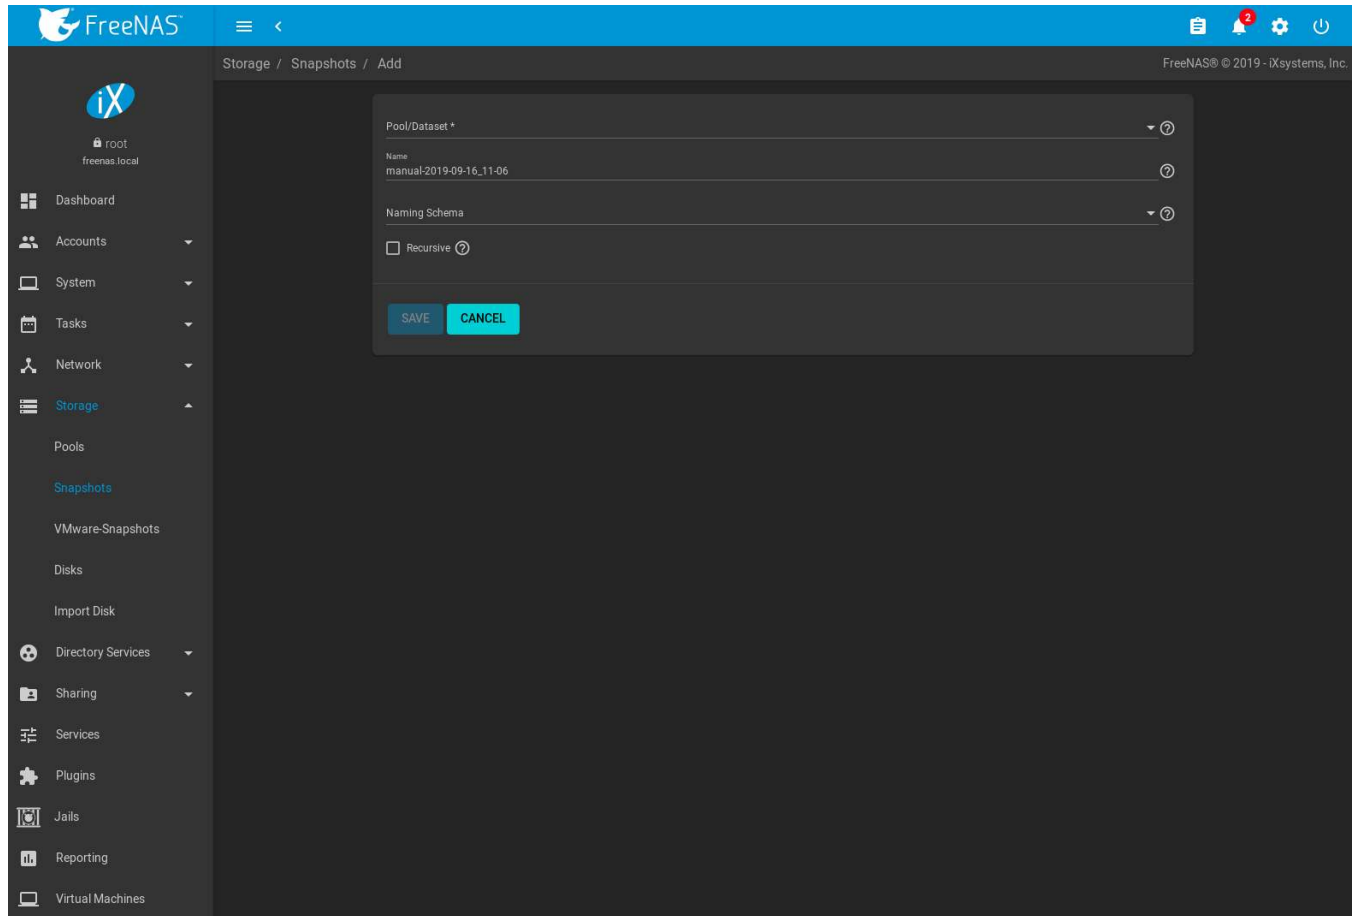 FreeNAS
2
Storage / Snapshots / Add
FreeNAS® © 2019 - iXsystems, Inc.
iX
root
freenas.local
Dashboard
Accounts
System
Tasks
Network
Storage
Pools
Snapshots
VMware-Snapshots
Disks
Import Disk
Directory Services
Sharing
Services
Plugins
Jails
Reporting
Virtual Machines
Pool/Dataset *
Name
manual-2019-09-16_11-06
Naming Schema
Recursive
SAVE
CANCEL